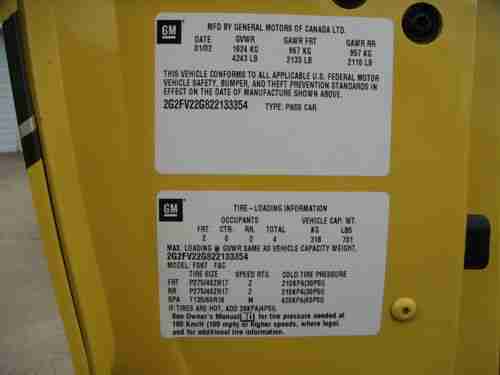 GM
MFD BY GENERAL MOTORS OF CANADA LTD.
DATE GVWR GAWR FRT GAWR RR
01/02 1924 KG 967 KG 957 KG
4243 LB 2133 LB 2110 LB
THIS VEHICLE CONFORMS TO ALL APPLICABLE U.S. FEDERAL MOTOR
VEHICLE SAFETY, BUMPER, AND THEFT PREVENTION STANDARDS IN
EFFECT ON THE DATE OF MANUFACTURE SHOWN ABOVE.
2G2FV22G822133354 TYPE: PASS CAR
GM
TIRE-LOADING INFORMATION
OCCUPANTS VEHICLE CAP. WT.
FRT CTR. RR. TOTAL KG LBS
2 0 2 4 318 701
MAX. LOADING @ GVWR SAME AS VEHICLE CAPACITY WEIGHT.
2G2FV22G822133354
MODEL: FS87
TIRE SIZE SPEED RTG. COLD TIRE PRESSURE
FRT P275/40ZR17 Z 210KPA(30PSI)
RR P275/40ZR17 Z 210KPA(30PSI)
SPA M 420KPA(60PSI)
IF TIRES ARE HOT, ADD 28KPA(4PSI)
See Owner's Manual for tire pressure needed at
160 Km/H (100 mph) or higher speeds, where legal
and for additional tire information.